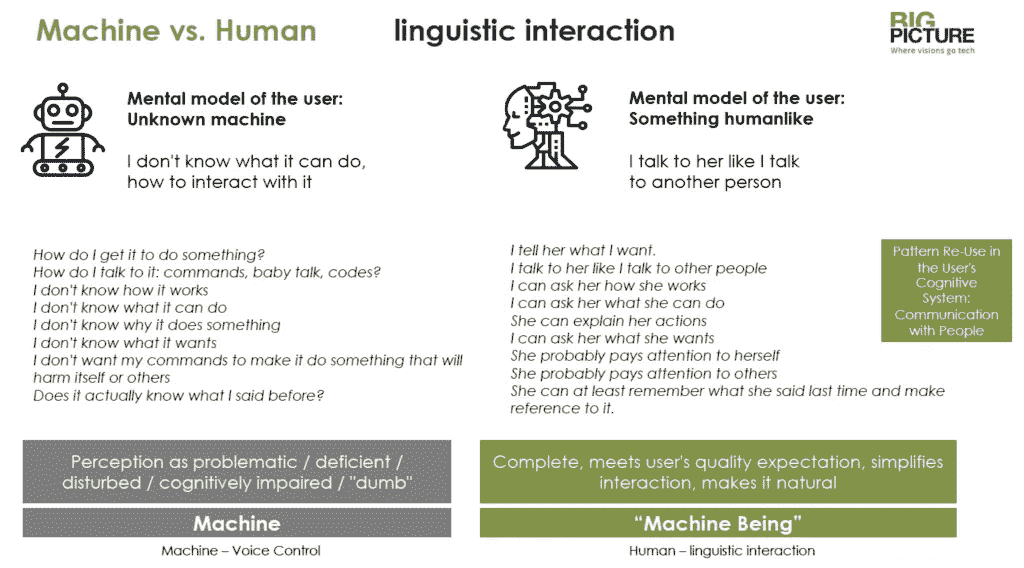 Machine vs. Human linguistic interaction
BIG
PICTURE
Where visions go tech
Mental model of the user:
Unknown machine
I don't know what it can do,
how to interact with it
Mental model of the user:
Something humanlike
I talk to her like I talk
to another person
How do I get it to do something?
How do I talk to it: commands, baby talk, codes?
I don't know how it works
I don't know what it can do
I don't know why it does something
I don't know what it wants
I don't want my commands to make it do something that will
harm itself or others
Does it actually know what I said before?
I tell her what I want.
I talk to her like I talk to other people
I can ask her how she works
I can ask her what she can do
She can explain her actions
I can ask her what she wants
She probably pays attention to herself
She probably pays attention to others
She can at least remember what she said last time and make
reference to it.
Pattern Re-Use in
the User's
Cognitive
System:
Communication
with People
Perception as problematic / deficient /
disturbed / cognitively impaired / "dumb"
Machine
Machine – Voice Control
Complete, meets user's quality expectation, simplifies
interaction, makes it natural
“Machine Being”
Human – linguistic interaction